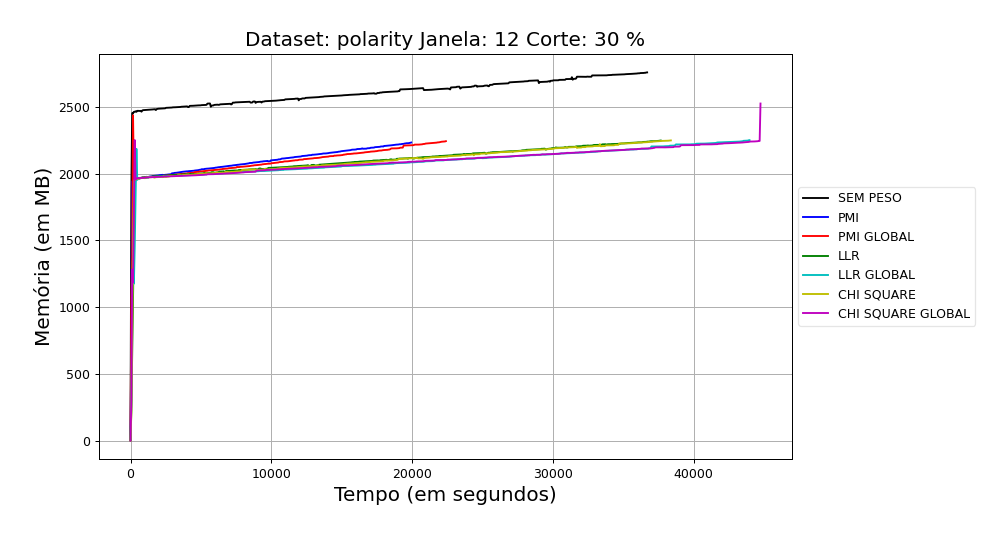 Dataset: polarity Janela: 12 Corte: 30 %
Memória (em MB)
2500
2000
1500
1000
500
0
0 10000 20000 30000 40000
Tempo (em segundos)
SEM PESO
PMI
PMI GLOBAL
LLR
LLR GLOBAL
CHI SQUARE
CHI SQUARE GLOBAL